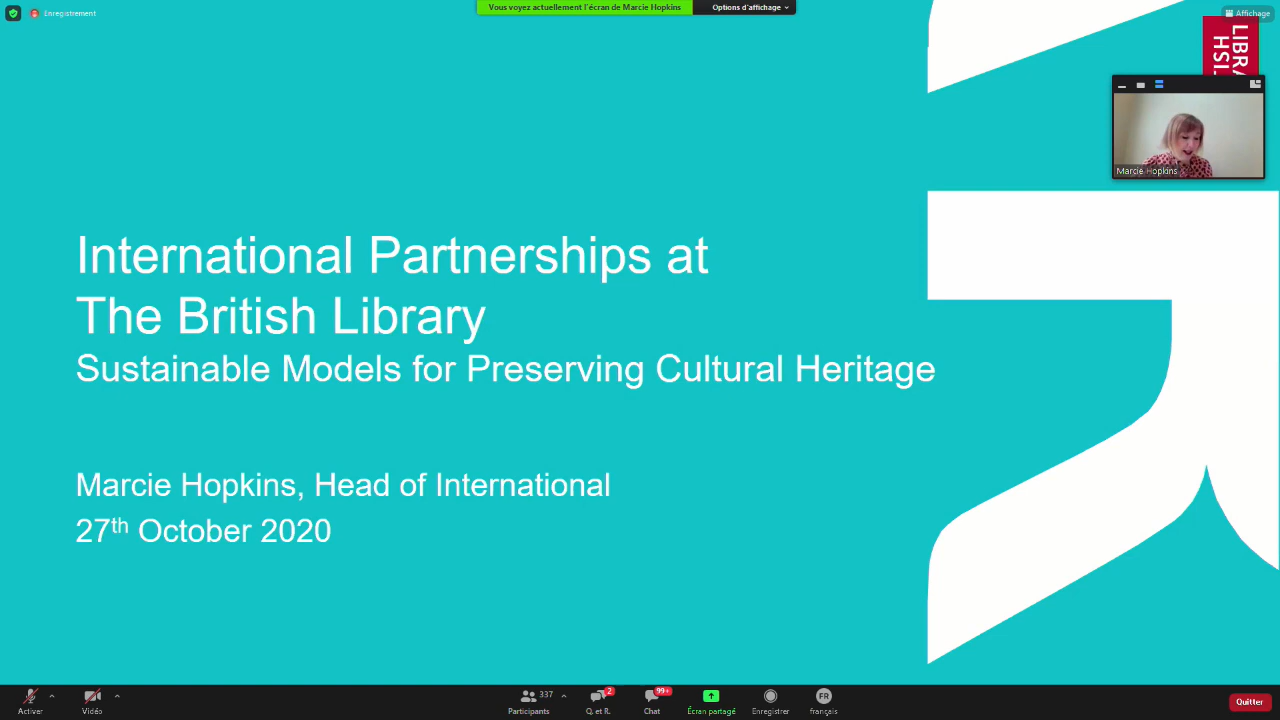 Enregistrement
Vous voyez actuellement l'écran de Marcie Hopkins
Options d'affichage
Affichage
Marcie Hopkins
International Partnerships at
The British Library
Sustainable Models for Preserving Cultural Heritage
Marcie Hopkins, Head of International
27th October 2020
Activer
Vidéo
337
Participants
2
Q. et R.
99+
Chat
Écran partagé
Enregistrer
FR
français
Quitter